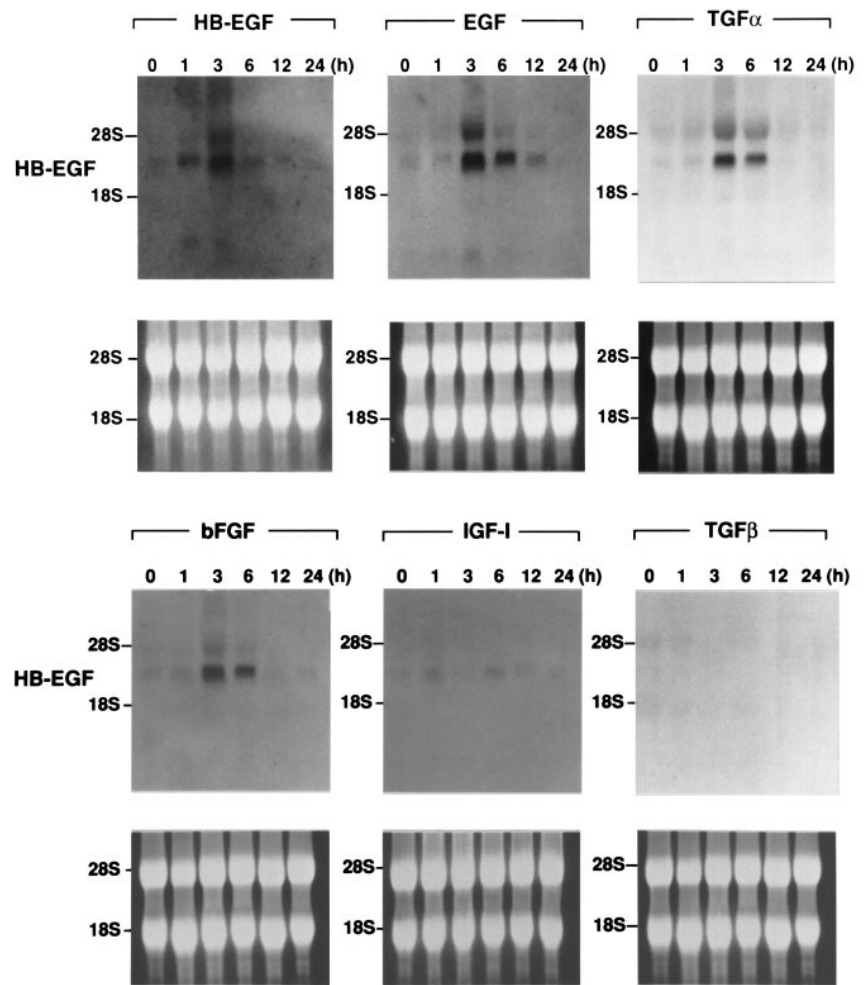 HB-EGF EGF TGFα
0 1 3 6 12 24 (h) 0 1 3 6 12 24 (h) 0 1 3 6 12 24 (h)
28S 28S 28S
HB-EGF
18S 18S 18S
28S 28S 28S
18S 18S 18S
bFGF IGF-I TGFβ
0 1 3 6 12 24 (h) 0 1 3 6 12 24 (h) 0 1 3 6 12 24 (h)
28S 28S 28S
HB-EGF
18S 18S 18S
28S 28S 28S
18S 18S 18S